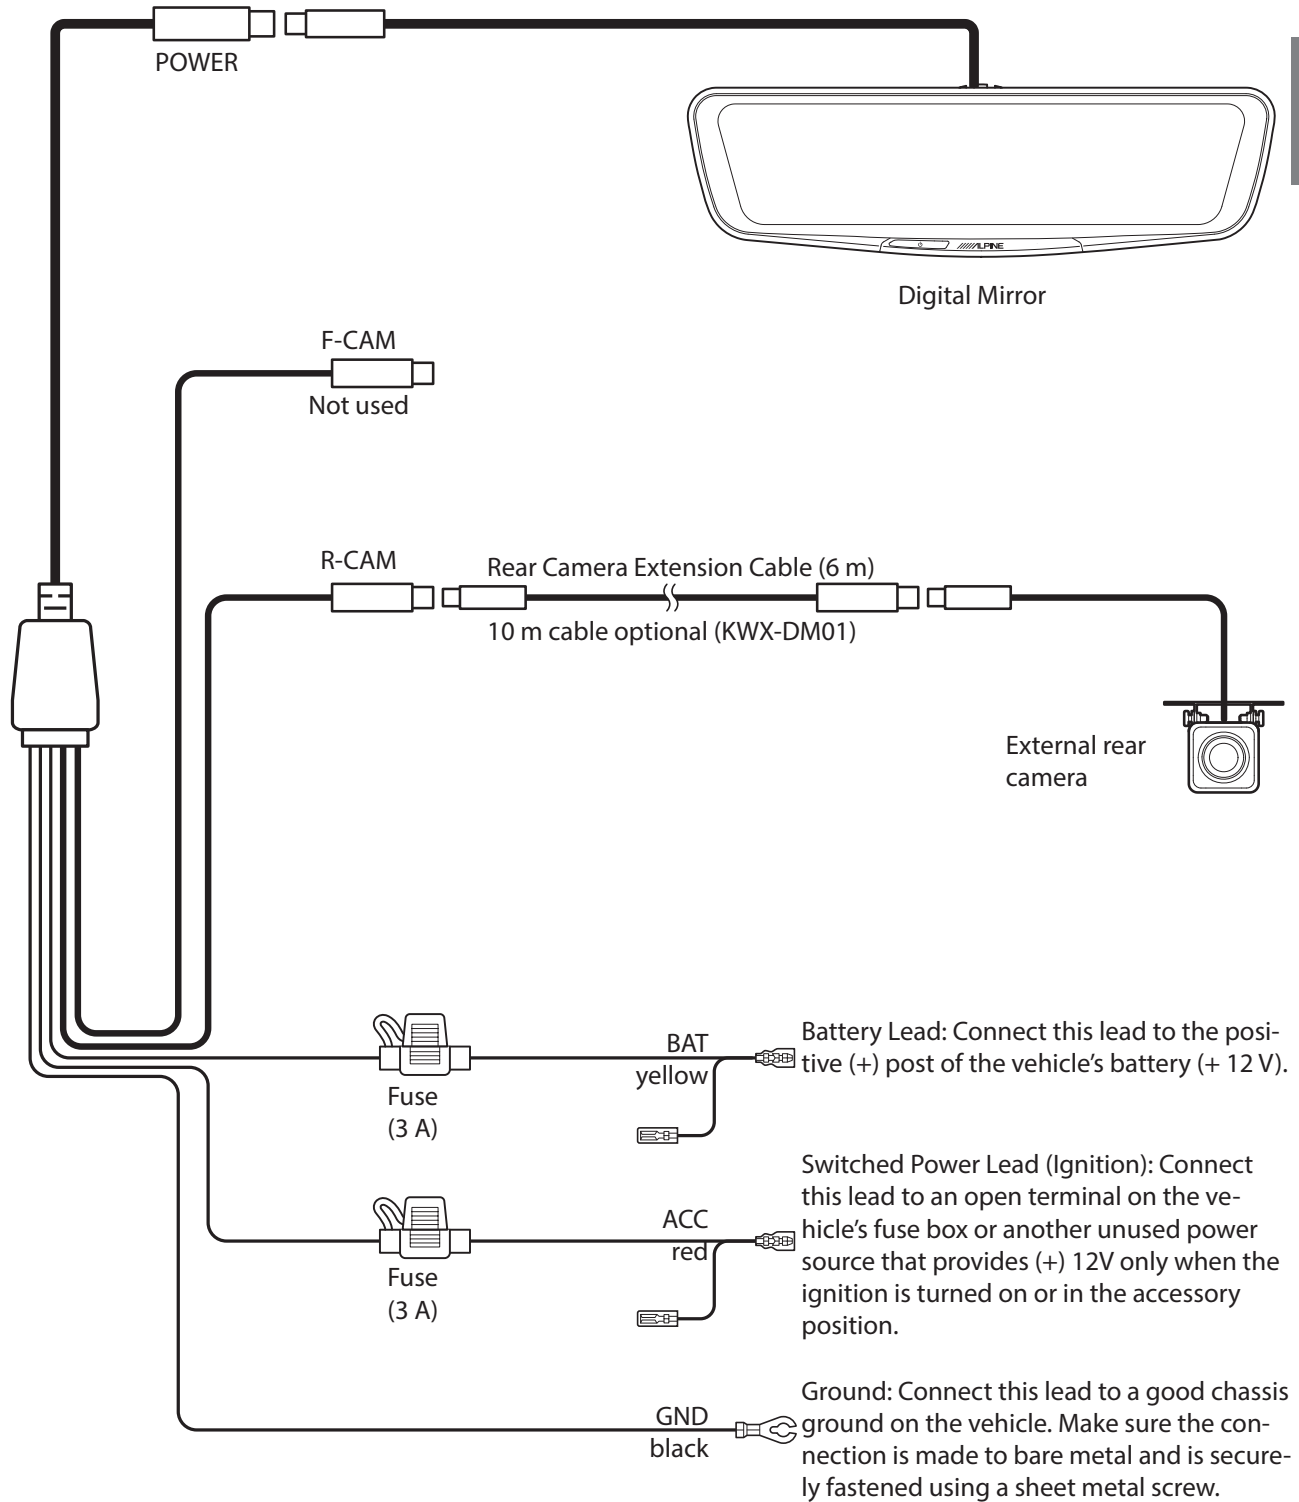 POWER
ALPINE
Digital Mirror
F-CAM
Not used
R-CAM
Rear Camera Extension Cable (6 m)
10 m cable optional (KWX-DM01)
External rear
camera
BAT
yellow
Fuse
(3 A)
Battery Lead: Connect this lead to the posi-
tive (+) post of the vehicle’s battery (+ 12 V).
ACC
red
Fuse
(3 A)
Switched Power Lead (Ignition): Connect
this lead to an open terminal on the ve-
hicle’s fuse box or another unused power
source that provides (+) 12V only when the
ignition is turned on or in the accessory
position.
GND
black
Ground: Connect this lead to a good chassis
ground on the vehicle. Make sure the con-
nection is made to bare metal and is secure-
ly fastened using a sheet metal screw.